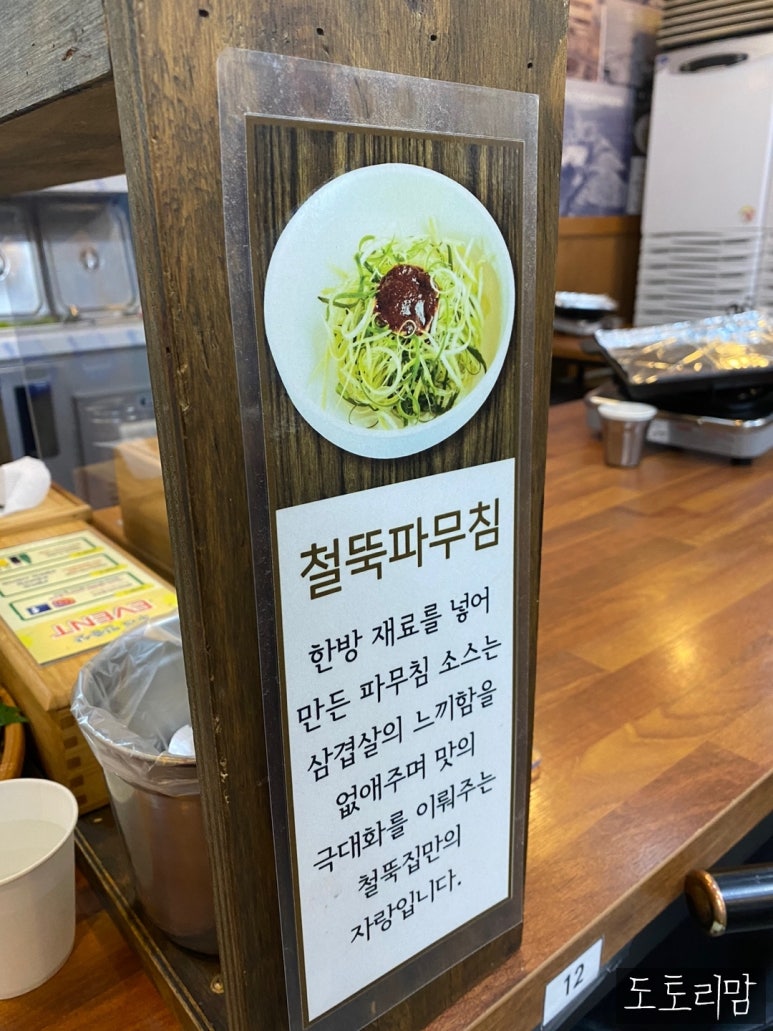 철뚝파무침
한방 재료를 넣어
만든 파무침 소스는
삼겹살의 느끼함을
없애주며 맛의
극대화를 이뤄주는
철뚝집만의
자랑입니다.
EVENT
12
도토리맘